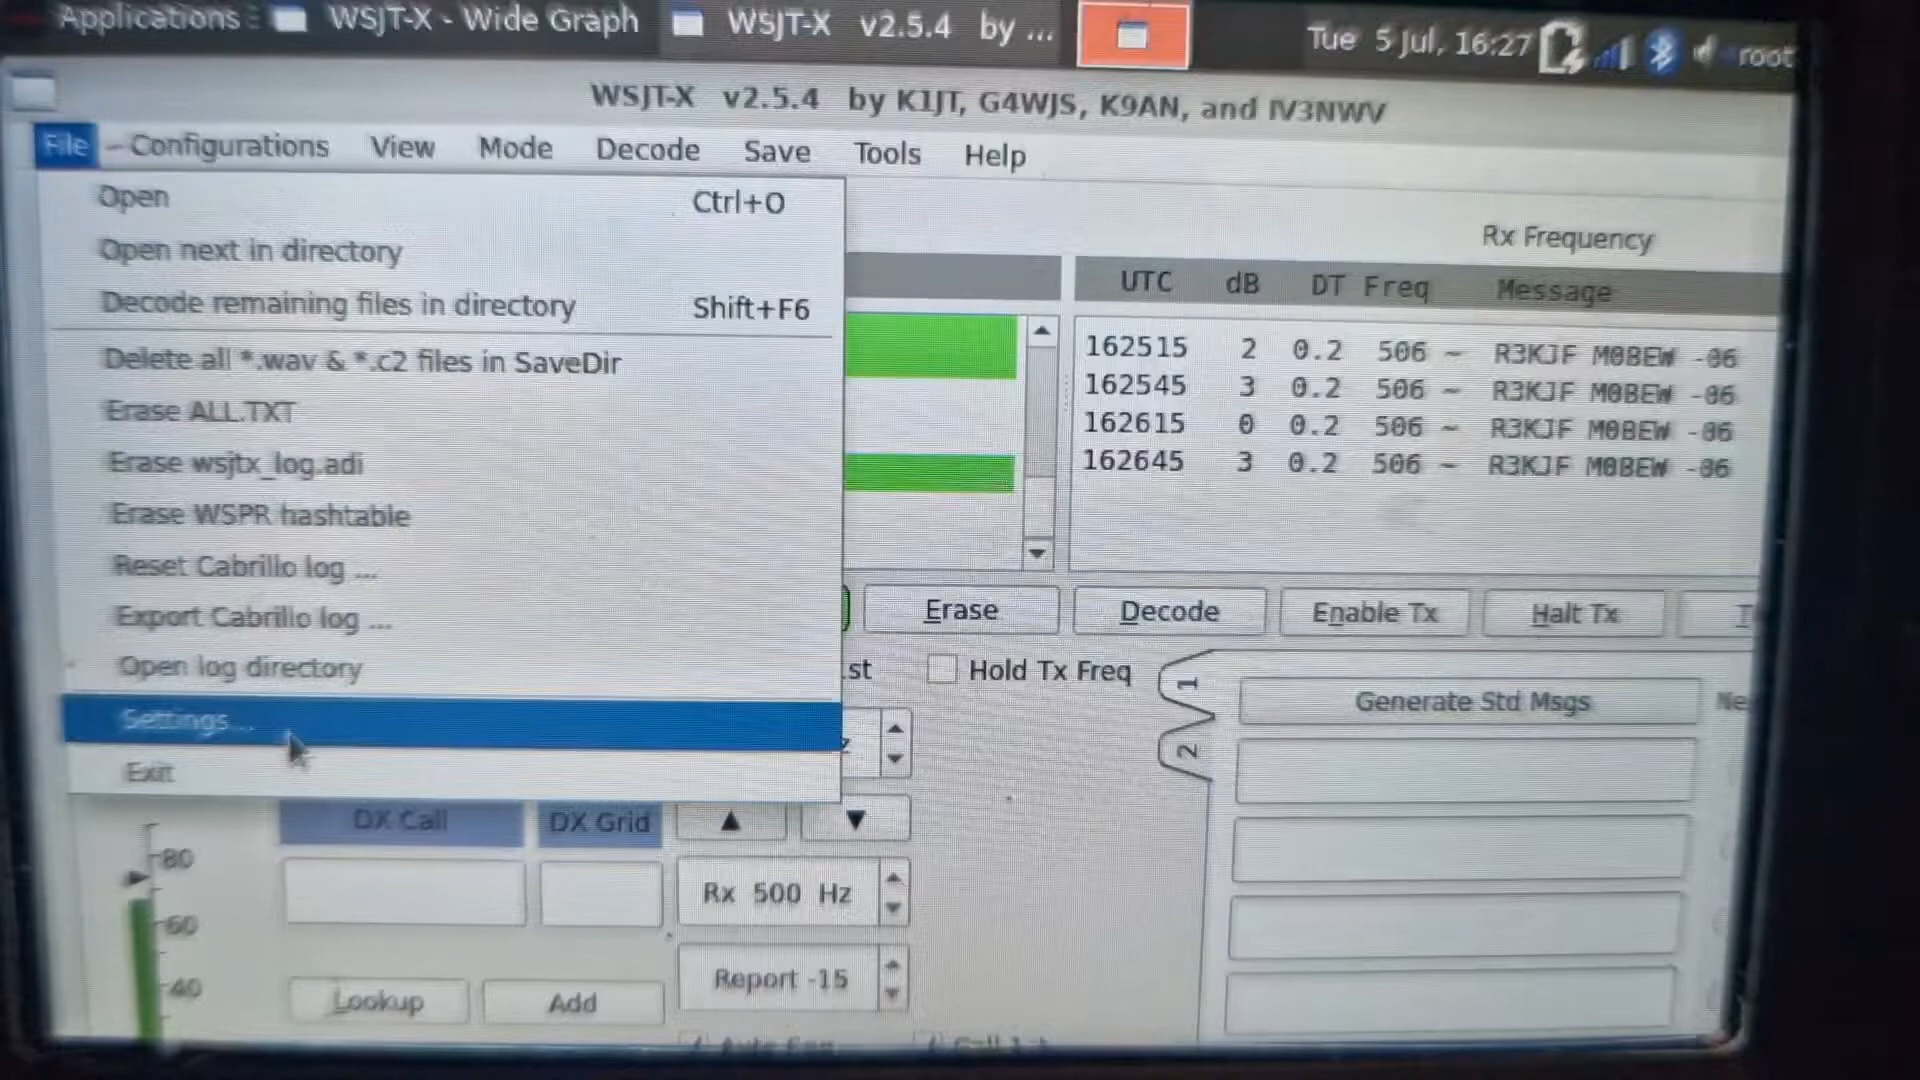 Applications WSJT-X - Wide Graph WSJT-X v2.5.4 by ... Tue 5 Jul, 16:27 root
WSJT-X v2.5.4 by K1JT, G4WJS, K9AN, and IV3NWV
File Configurations View Mode Decode Save Tools Help
Open Ctrl+O
Open next in directory
Decode remaining files in directory Shift+F6
Delete all *.wav & *.c2 files in SaveDir
Erase ALL.TXT
Erase wsjtx_log.adi
Erase WSPR hashtable
Reset Cabrillo log ...
Export Cabrillo log ...
Open log directory
Settings...
Exit
Rx Frequency
UTC dB DT Freq Message
162515 2 0.2 506 ~ R3KJF M0BEW -06
162545 3 0.2 506 ~ R3KJF M0BEW -06
162615 0 0.2 506 ~ R3KJF M0BEW -06
162645 3 0.2 506 ~ R3KJF M0BEW -06
Erase Decode Enable Tx Halt Tx T
st Hold Tx Freq
1
2
Generate Std Msgs Ne
z
DX Call DX Grid
80
60
40
Rx 500 Hz
Report -15
Lookup Add